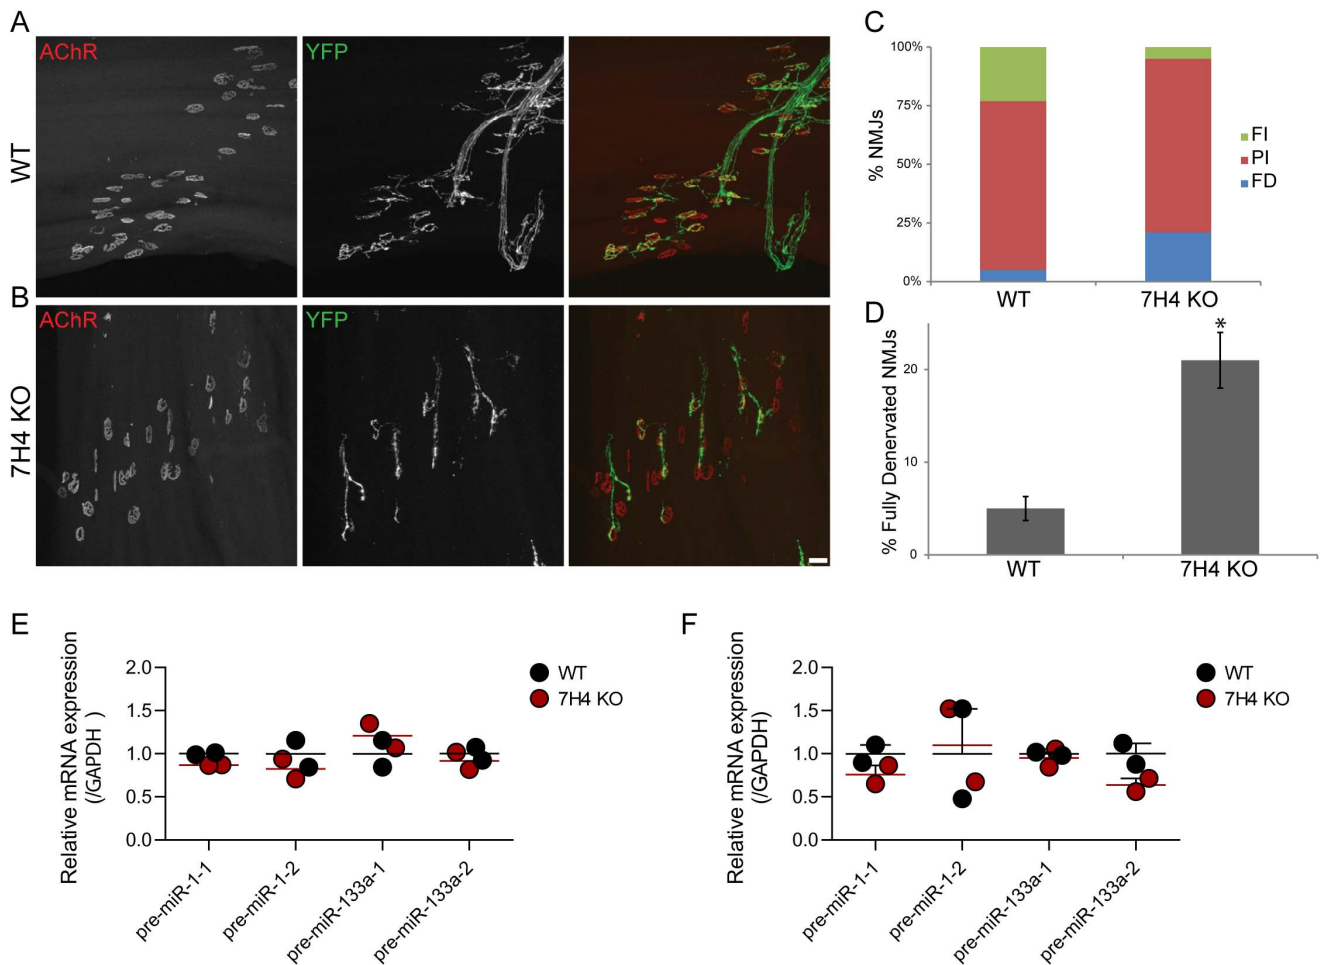 A
AChR
YFP
WT
B
AChR
YFP
7H4 KO
C
100%
75%
50%
25%
0%
% NMJs
FI
PI
FD
WT
7H4 KO
D
*
20
10
0
% Fully Denervated NMJs
WT
7H4 KO
E
Relative mRNA expression
(/GAPDH )
2.0
1.5
1.0
0.5
0.0
WT
7H4 KO
pre-miR-1-1
pre-miR-1-2
pre-miR-133a-1
pre-miR-133a-2
F
Relative mRNA expression
(/GAPDH)
2.0
1.5
1.0
0.5
0.0
WT
7H4 KO
pre-miR-1-1
pre-miR-1-2
pre-miR-133a-1
pre-miR-133a-2